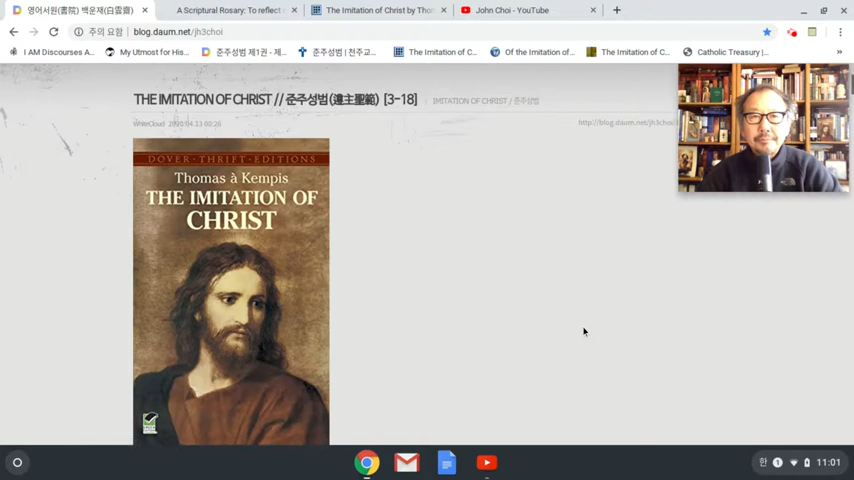 영어서원(書院) 백운재(白雲齋)
A Scriptural Rosary: To reflect
The Imitation of Christ by Thom
John Choi - YouTube
주의 요함
blog.daum.net/jh3choi
I AM Discourses A...
My Utmost for His...
준주성범 제1권 - 제...
준주성범 | 천주교...
The Imitation of C...
Of the Imitation of...
The Imitation of C...
Catholic Treasury |...
THE IMITATION OF CHRIST // 준주성범(遵主聖範) [3-18]
IMITATION OF CHRIST / 준주성범
WhiteCloud 2020.04.13 00:26
http://blog.daum.net/jh3choi/
DOVER · THRIFT · EDITIONS
Thomas à Kempis
THE IMITATION OF
CHRIST
한
1
11:01